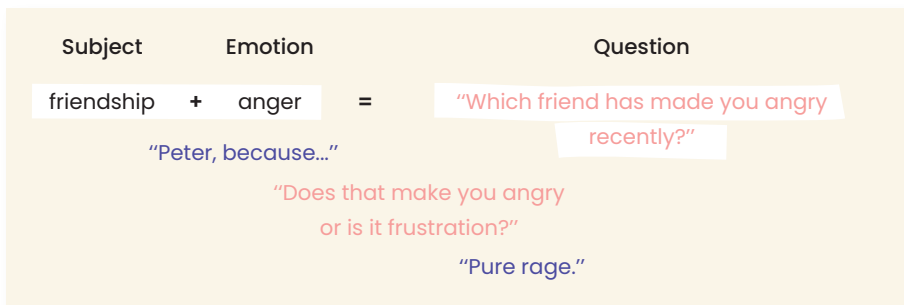 Subject Emotion Question
friendship + anger = “Which friend has made you angry
recently?”
“Peter, because...”
“Does that make you angry
or is it frustration?”
“Pure rage.”